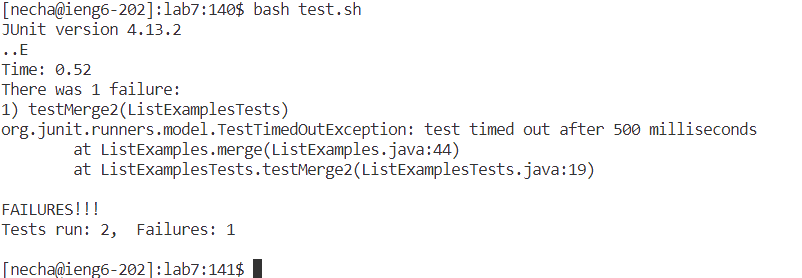 [necha@ieng6-202]:lab7:140$ bash test.sh
JUnit version 4.13.2
..E
Time: 0.52
There was 1 failure:
1) testMerge2(ListExamplesTests)
org.junit.runners.model.TestTimedOutException: test timed out after 500 milliseconds
        at ListExamples.merge(ListExamples.java:44)
        at ListExamplesTests.testMerge2(ListExamplesTests.java:19)

FAILURES!!!
Tests run: 2,  Failures: 1

[necha@ieng6-202]:lab7:141$